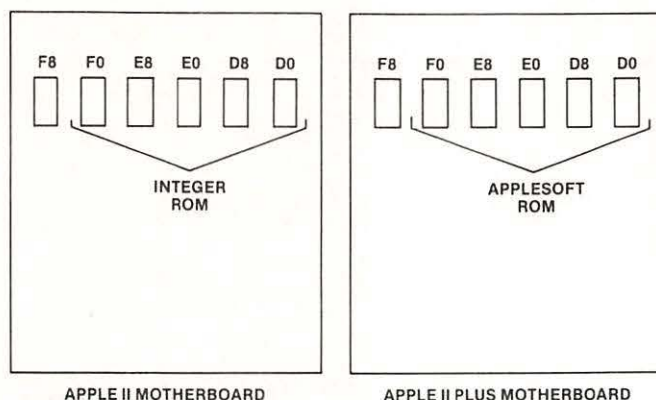 F8 F0 E8 E0 D8 D0
INTEGER
ROM
APPLE II MOTHERBOARD
F8 F0 E8 E0 D8 D0
APPLESOFT
ROM
APPLE II PLUS MOTHERBOARD